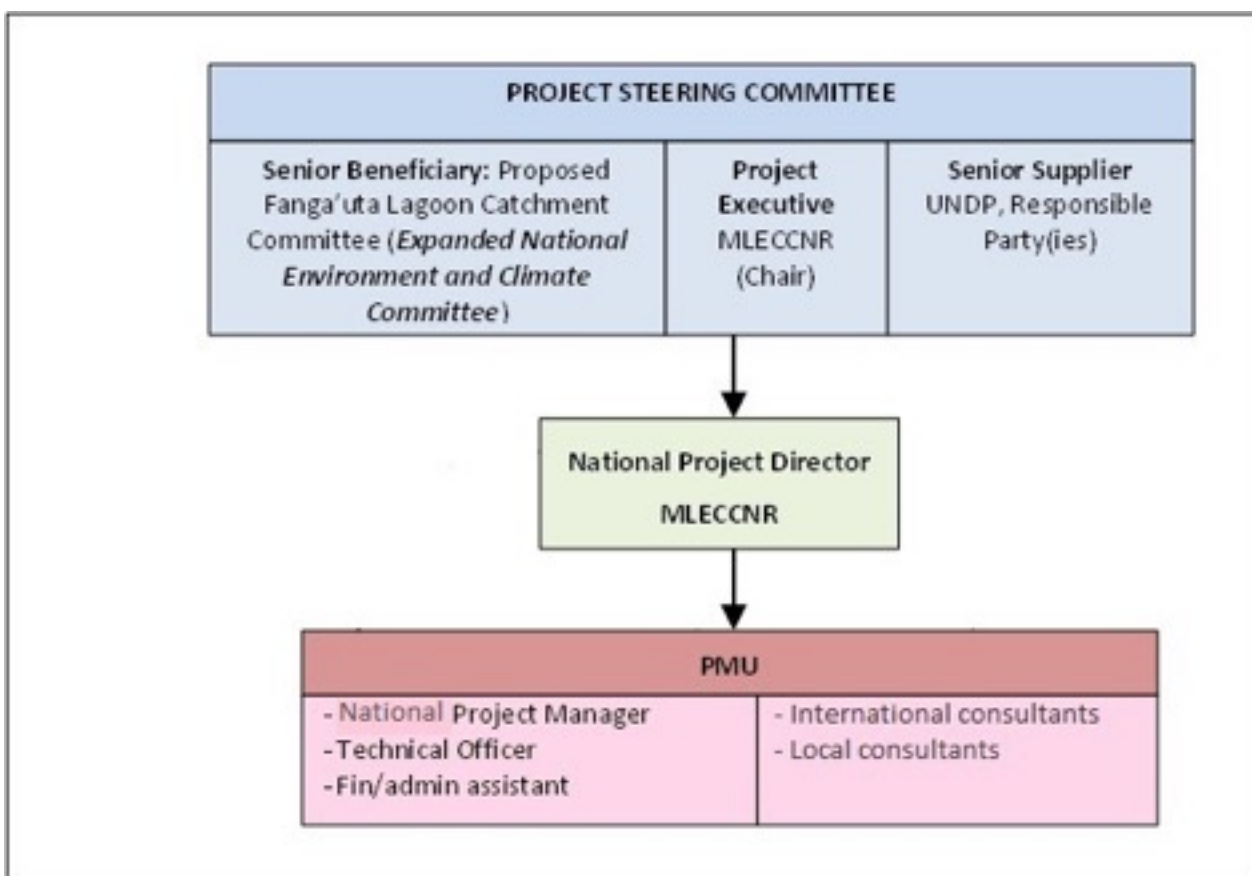 PROJECT STEERING COMMITTEE
Senior Beneficiary: Proposed
Fanga'uta Lagoon Catchment
Committee (Expanded National
Environment and Climate
Committee)
Project
Executive
MLECCNR
(Chair)
Senior Supplier
UNDP, Responsible
Party(ies)
National Project Director
MLECCNR
PMU
- National Project Manager
-Technical Officer
-Fin/admin assistant
- International consultants
- Local consultants